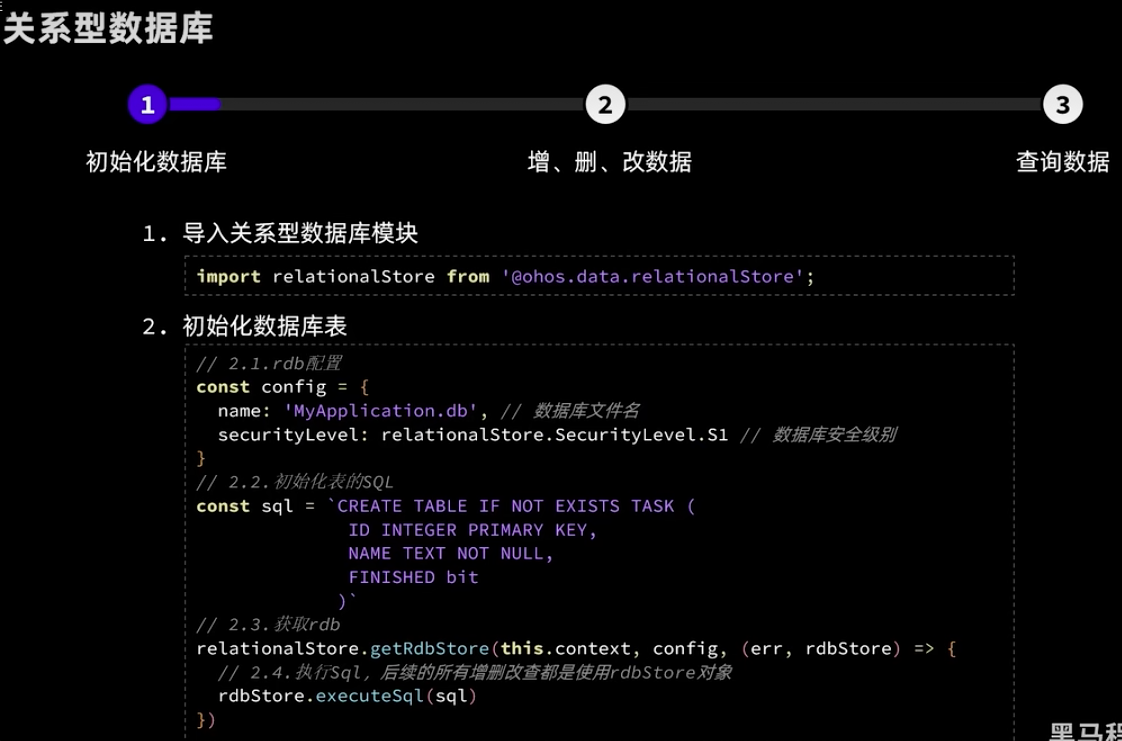 关系型数据库
1
2
3
初始化数据库
增、删、改数据
查询数据
1. 导入关系型数据库模块
import relationalStore from '@ohos.data.relationalStore';
2. 初始化数据库表
// 2.1.rdb配置
const config = {
name: 'MyApplication.db', // 数据库文件名
securityLevel: relationalStore.SecurityLevel.S1 // 数据库安全级别
}
// 2.2.初始化表的SQL
const sql = `CREATE TABLE IF NOT EXISTS TASK (
ID INTEGER PRIMARY KEY,
NAME TEXT NOT NULL,
FINISHED bit
)`
// 2.3.获取rdb
relationalStore.getRdbStore(this.context, config, (err, rdbStore) => {
// 2.4.执行Sql，后续的所有增删改查都是使用rdbStore对象
rdbStore.executeSql(sql)
})
黑马程